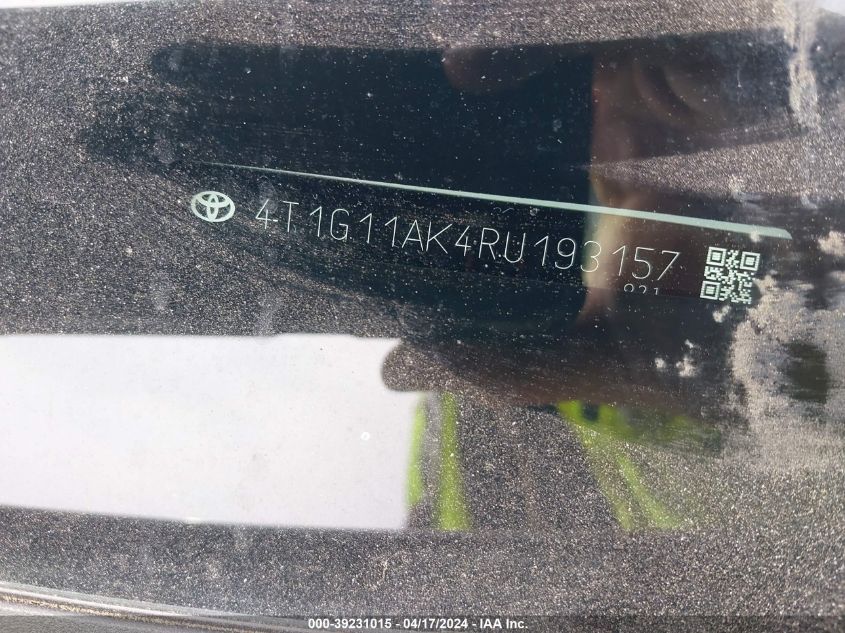 4T1G11AK4RU193157
000-39231015 - 04/17/2024 - IAA Inc.